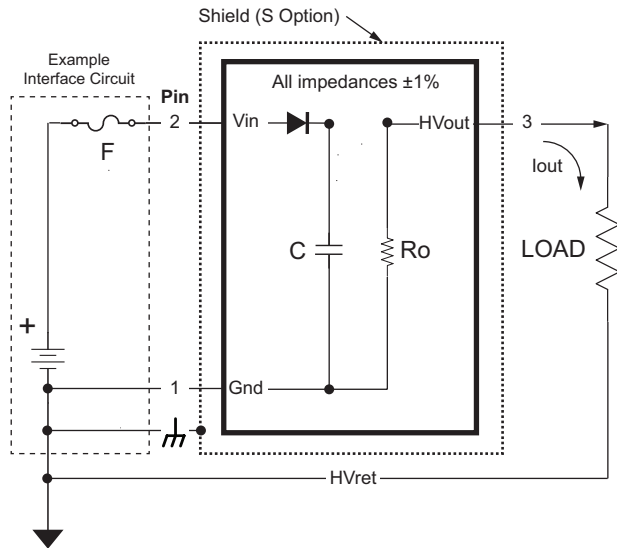 Shield (S Option)
Example
Interface Circuit
Pin
All impedances ±1%
2
Vin
HVout
3
F
Iout
C
Ro
LOAD
+
1
Gnd
HVret